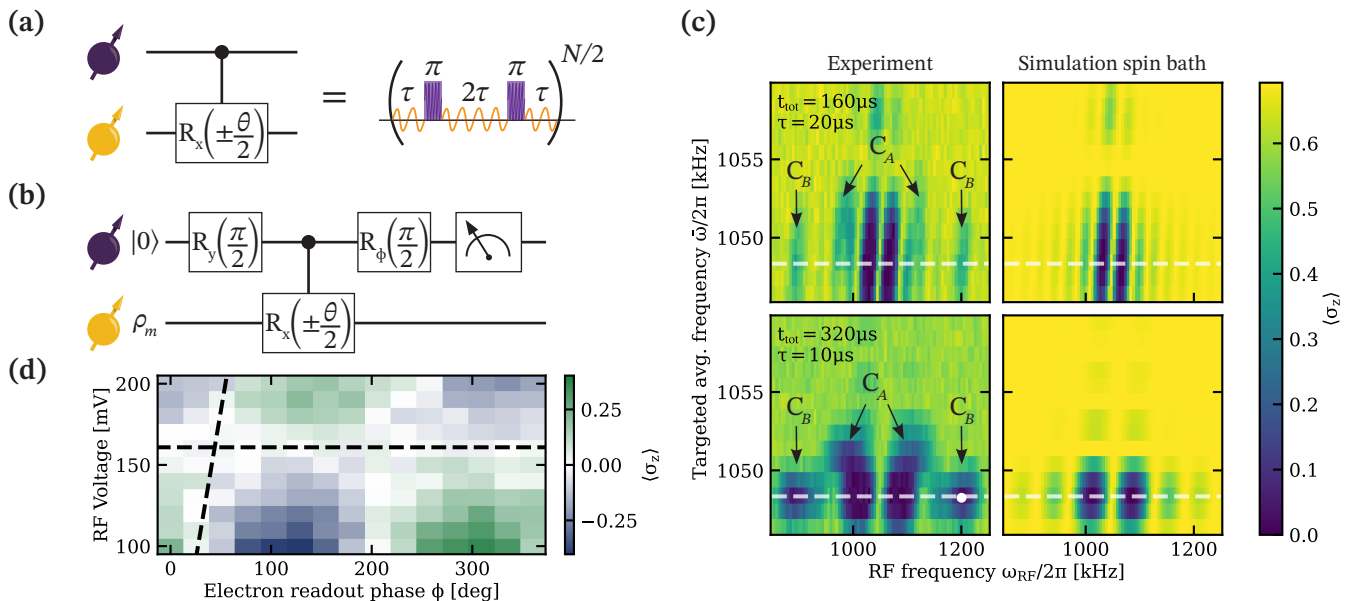 (a)
π π N/2
τ 2τ τ
=
Rₓ(±θ/2)
(b)
|0⟩ R_y(π/2) R_ϕ(π/2)
ρ_m Rₓ(±θ/2)
(c)
Experiment
Simulation spin bath
t_tot = 160μs
τ = 20μs
C_A
C_B C_B
1055
1050
t_tot = 320μs
τ = 10μs
C_A
C_B C_B
1055
1050
Targeted avg. frequency ω̄/2π [kHz]
1000 1200 1000 1200
RF frequency ω_RF/2π [kHz]
0.6
0.5
0.4
0.3
0.2
0.1
0.0
⟨σ_z⟩
(d)
200
150
100
RF Voltage [mV]
0 100 200 300
Electron readout phase ϕ [deg]
0.25
0.00
−0.25
⟨σ_z⟩